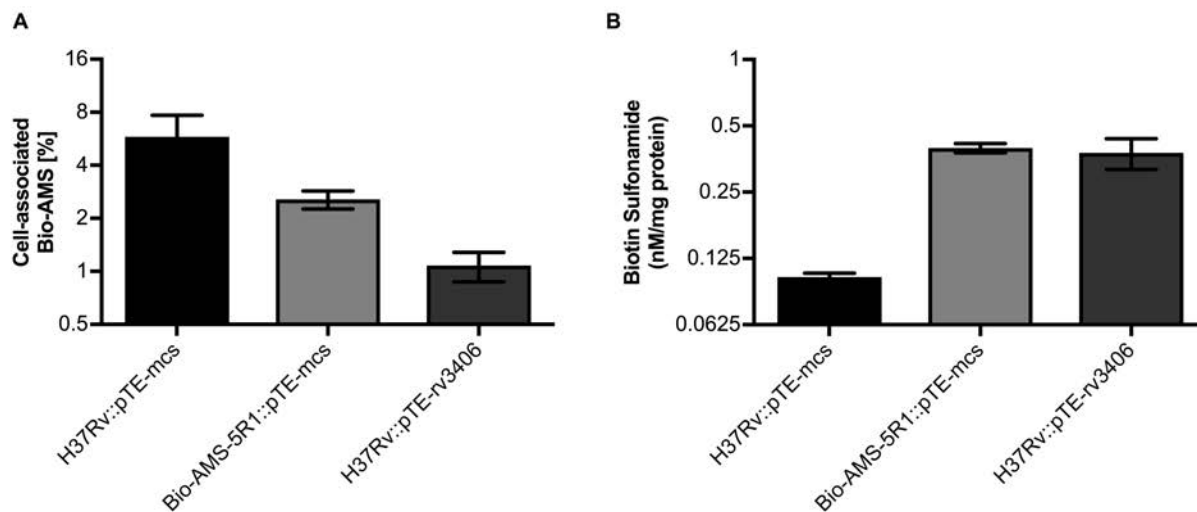 A
Cell-associated
Bio-AMS [%]
16
8
4
2
1
0.5
H37Rv::pTE-mcs
Bio-AMS-5R1::pTE-mcs
H37Rv::pTE-rv3406
B
Biotin Sulfonamide
(nM/mg protein)
1
0.5
0.25
0.125
0.0625
H37Rv::pTE-mcs
Bio-AMS-5R1::pTE-mcs
H37Rv::pTE-rv3406